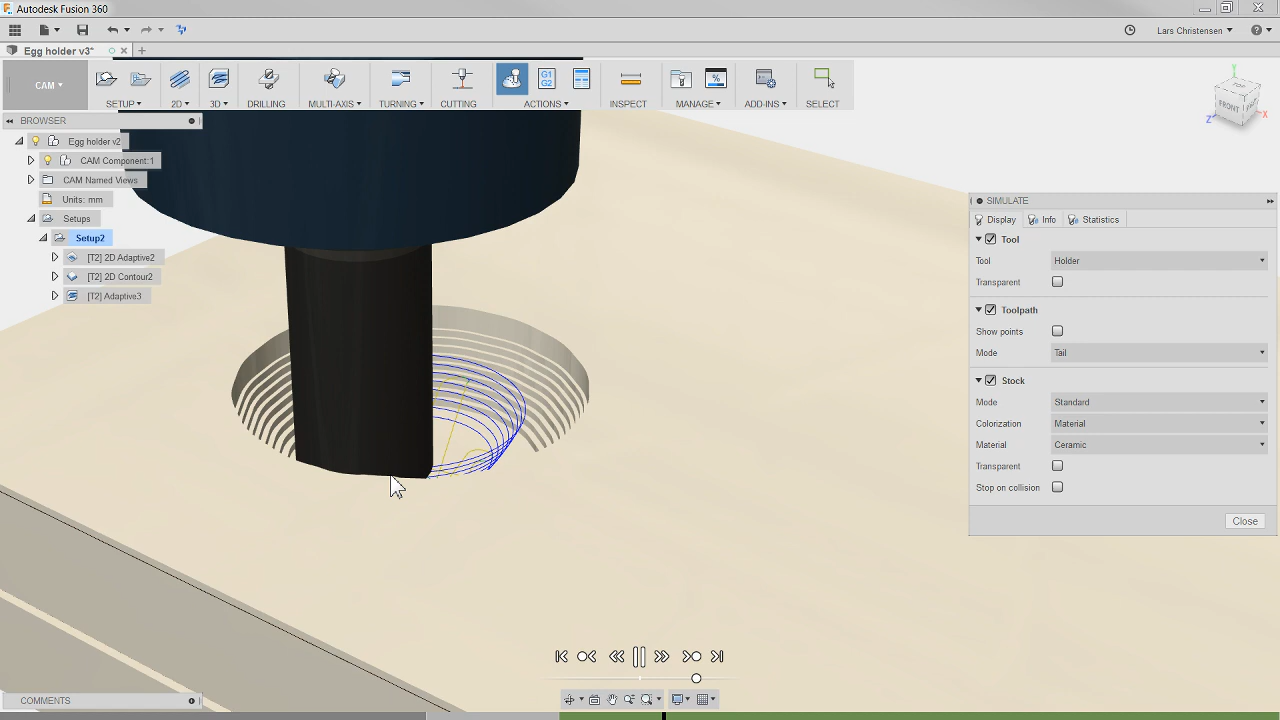 Autodesk Fusion 360
Lars Christensen
Egg holder v3*
CAM
SETUP
2D
3D
DRILLING
MULTI-AXIS
TURNING
CUTTING
G1
G2
ACTIONS
INSPECT
MANAGE
ADD-INS
SELECT
BROWSER
Egg holder v2
CAM Component:1
CAM Named Views
Units: mm
Setups
Setup2
[T2] 2D Adaptive2
[T2] 2D Contour2
[T2] Adaptive3
Y
FRONT
Z
X
SIMULATE
Display
Info
Statistics
Tool
Tool Holder
Transparent
Toolpath
Show points
Mode Tail
Stock
Mode Standard
Colorization Material
Material Ceramic
Transparent
Stop on collision
Close
COMMENTS